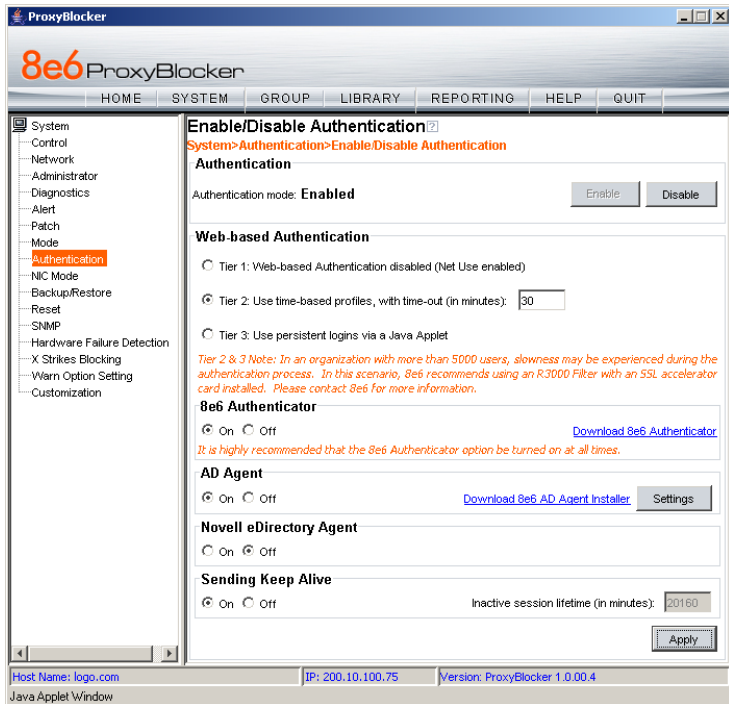 ProxyBlocker
8e6 ProxyBlocker
HOME SYSTEM GROUP LIBRARY REPORTING HELP QUIT
System
Control
Network
Administrator
Diagnostics
Alert
Patch
Mode
Authentication
NIC Mode
Backup/Restore
Reset
SNMP
Hardware Failure Detection
X Strikes Blocking
Warn Option Setting
Customization
Enable/Disable Authentication ?
System>Authentication>Enable/Disable Authentication
Authentication
Authentication mode: Enabled
Enable Disable
Web-based Authentication
Tier 1: Web-based Authentication disabled (Net Use enabled)
Tier 2: Use time-based profiles, with time-out (in minutes): 30
Tier 3: Use persistent logins via a Java Applet
Tier 2 & 3 Note: In an organization with more than 5000 users, slowness may be experienced during the
authentication process. In this scenario, 8e6 recommends using an R3000 Filter with an SSL accelerator
card installed. Please contact 8e6 for more information.
8e6 Authenticator
On Off Download 8e6 Authenticator
It is highly recommended that the 8e6 Authenticator option be turned on at all times.
AD Agent
On Off Download 8e6 AD Agent Installer Settings
Novell eDirectory Agent
On Off
Sending Keep Alive
On Off Inactive session lifetime (in minutes): 20160
Apply
Host Name: logo.com IP: 200.10.100.75 Version: ProxyBlocker 1.0.00.4
Java Applet Window